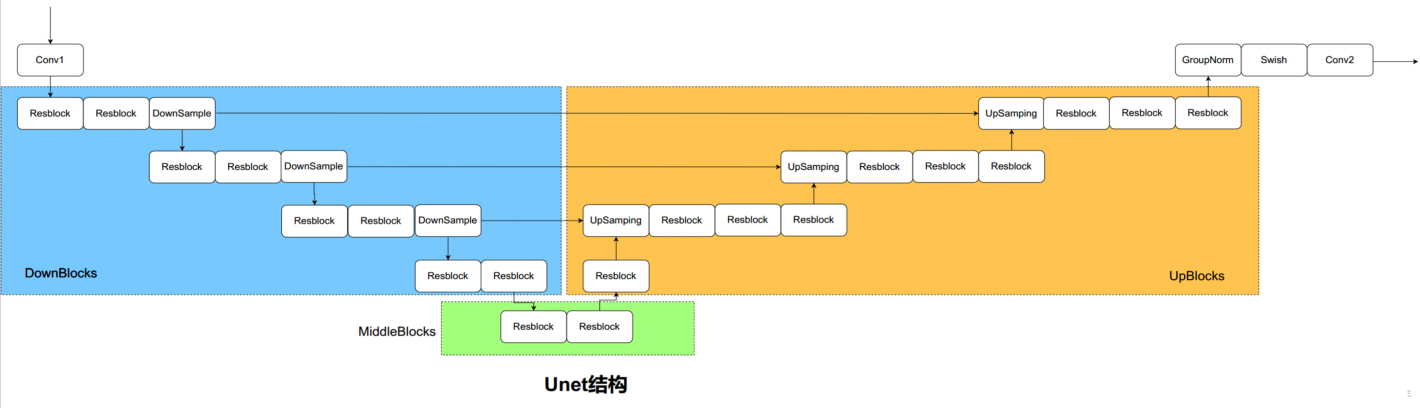 Conv1
GroupNorm Swish Conv2
Resblock Resblock DownSample UpSamping Resblock Resblock Resblock
Resblock Resblock DownSample UpSamping Resblock Resblock Resblock
Resblock Resblock DownSample UpSamping Resblock Resblock Resblock
DownBlocks Resblock Resblock Resblock UpBlocks
MiddleBlocks Resblock Resblock
Unet结构